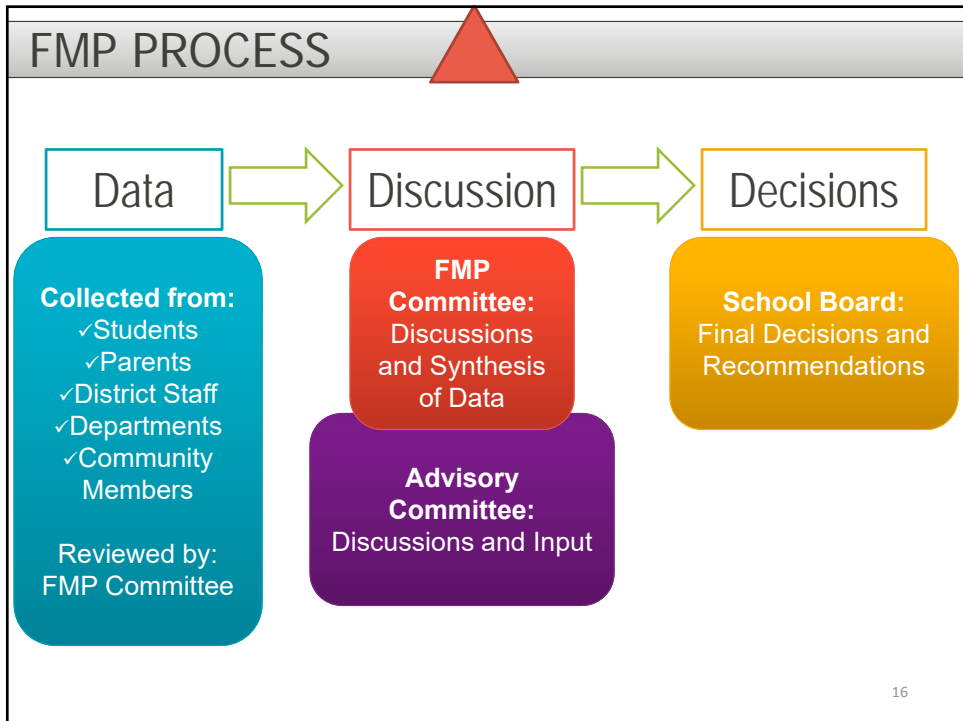 FMP PROCESS
Data
Discussion
Decisions
Collected from:
✓Students
✓Parents
✓District Staff
✓Departments
✓Community
Members
Reviewed by:
FMP Committee
FMP
Committee:
Discussions
and Synthesis
of Data
Advisory
Committee:
Discussions and Input
School Board:
Final Decisions and
Recommendations
16